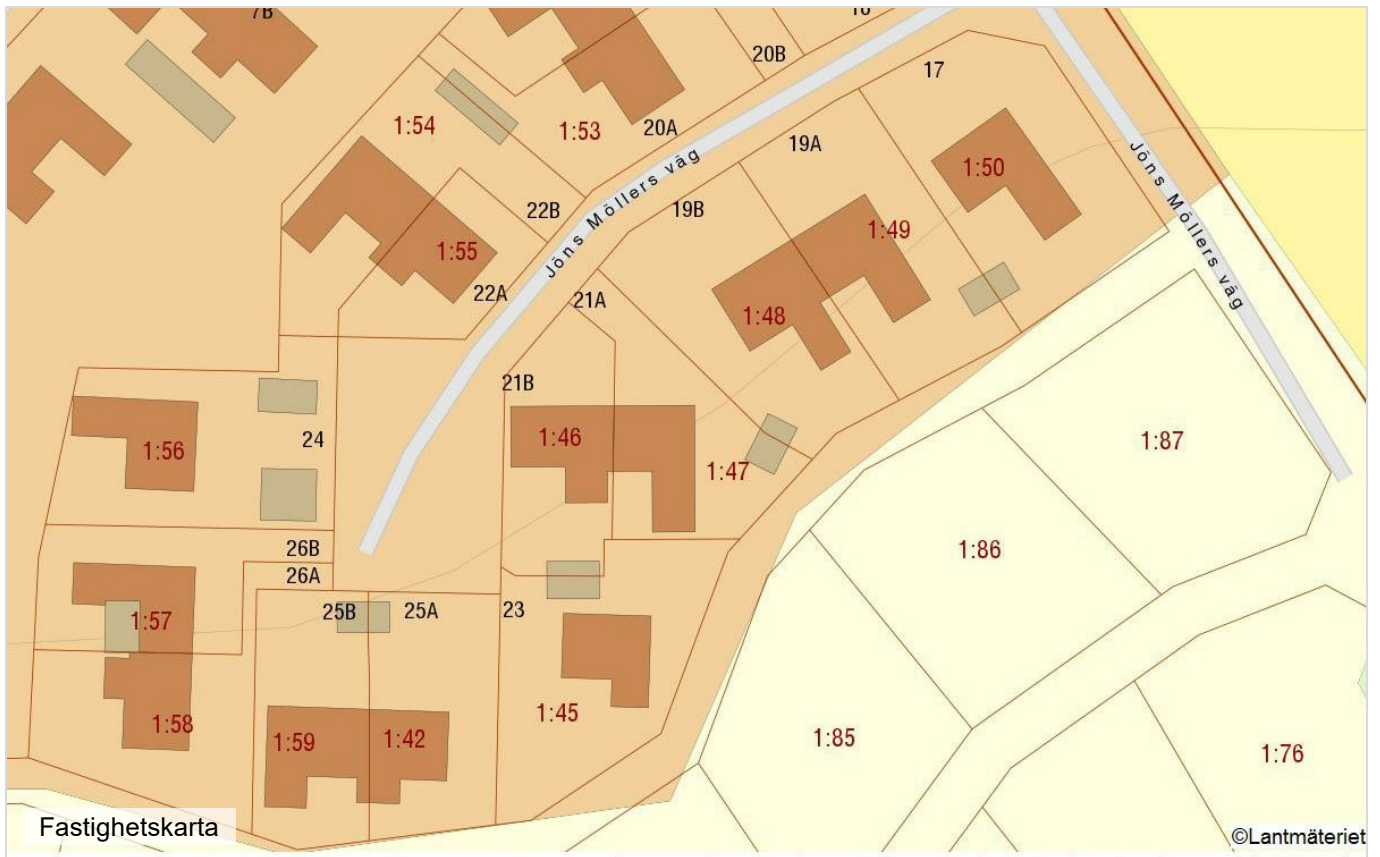 7B
16
20B
17
1:54
1:53
20A
19A
1:50
Jöns Möllers väg
Jöns Möllers väg
22B
19B
1:55
1:49
22A
21A
1:48
21B
24
1:56
1:46
1:47
1:87
26B
26A
1:86
1:57
25B
25A
23
1:58
1:59
1:42
1:45
1:85
1:76
Fastighetskarta
©Lantmäteriet